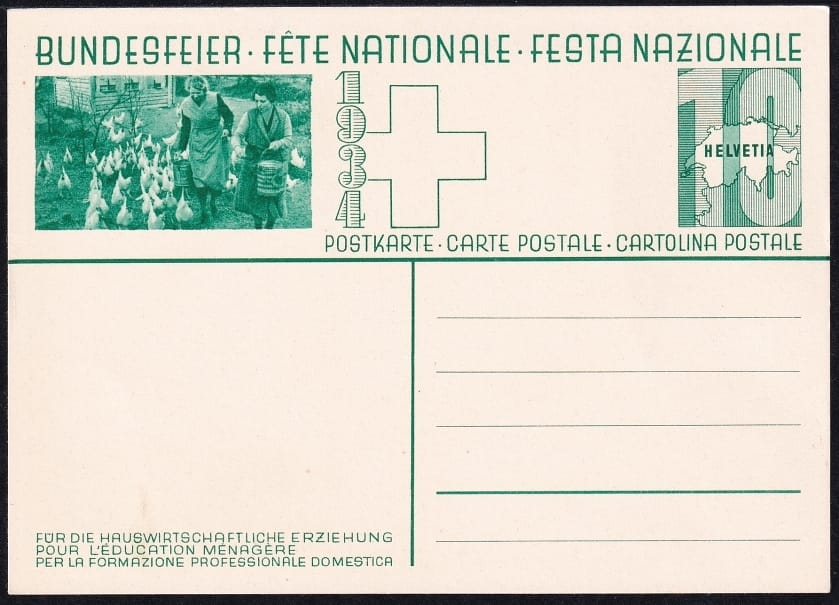 BUNDESFEIER · FÊTE NATIONALE · FESTA NAZIONALE
1934
10
HELVETIA
POSTKARTE · CARTE POSTALE · CARTOLINA POSTALE
FÜR DIE HAUSWIRTSCHAFTLICHE ERZIEHUNG
POUR L'ÉDUCATION MÉNAGÈRE
PER LA FORMAZIONE PROFESSIONALE DOMESTICA